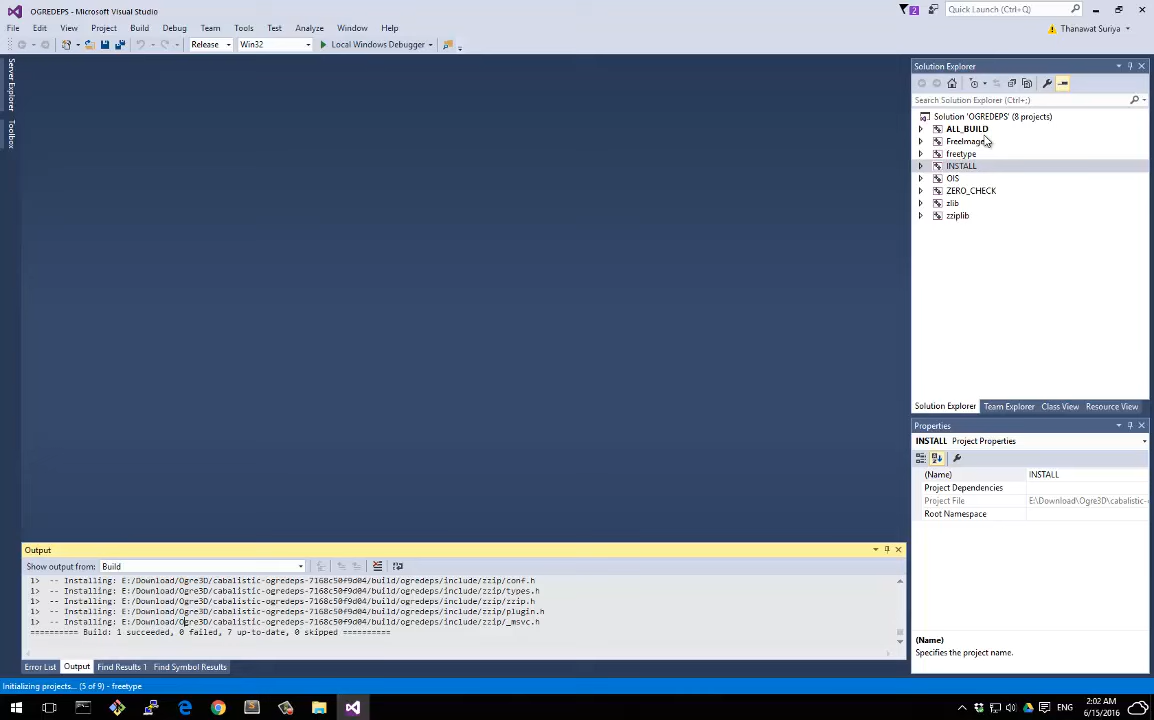 OGREDEPS - Microsoft Visual Studio
2
Quick Launch (Ctrl+Q)
File Edit View Project Build Debug Team Tools Test Analyze Window Help
Thanawat Suriya
Release Win32 Local Windows Debugger
Server Explorer
Toolbox
Solution Explorer
Search Solution Explorer (Ctrl+;)
Solution 'OGREDEPS' (8 projects)
ALL_BUILD
FreeImage
freetype
INSTALL
OIS
ZERO_CHECK
zlib
zziplib
Solution Explorer Team Explorer Class View Resource View
Properties
INSTALL Project Properties
(Name) INSTALL
Project Dependencies
Project File E:\Download\Ogre3D\cabalistic-
Root Namespace
(Name)
Specifies the project name.
Output
Show output from: Build
1> -- Installing: E:/Download/Ogre3D/cabalistic-ogredeps-7168c50f9d04/build/ogredeps/include/zzip/conf.h
1> -- Installing: E:/Download/Ogre3D/cabalistic-ogredeps-7168c50f9d04/build/ogredeps/include/zzip/types.h
1> -- Installing: E:/Download/Ogre3D/cabalistic-ogredeps-7168c50f9d04/build/ogredeps/include/zzip/zzip.h
1> -- Installing: E:/Download/Ogre3D/cabalistic-ogredeps-7168c50f9d04/build/ogredeps/include/zzip/plugin.h
1> -- Installing: E:/Download/Ogre3D/cabalistic-ogredeps-7168c50f9d04/build/ogredeps/include/zzip/_msvc.h
========== Build: 1 succeeded, 0 failed, 7 up-to-date, 0 skipped ==========
Error List Output Find Results 1 Find Symbol Results
Initializing projects... (5 of 9) - freetype
ENG
2:02 AM
6/15/2016